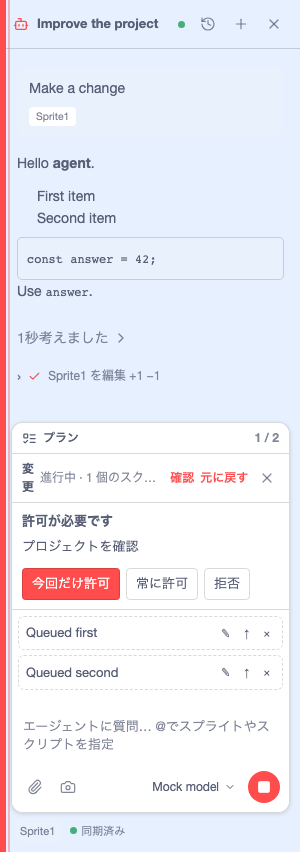 Improve the project
Make a change
Sprite1
Hello agent.
First item
Second item
const answer = 42;
Use answer.
1秒考えました
Sprite1 を編集 +1 −1
プラン 1 / 2
変更 進行中 · 1 個のスク… 確認 元に戻す
許可が必要です
プロジェクトを確認
今回だけ許可 常に許可 拒否
Queued first
Queued second
エージェントに質問… @でスプライトやス
クリプトを指定
Mock model
Sprite1 同期済み